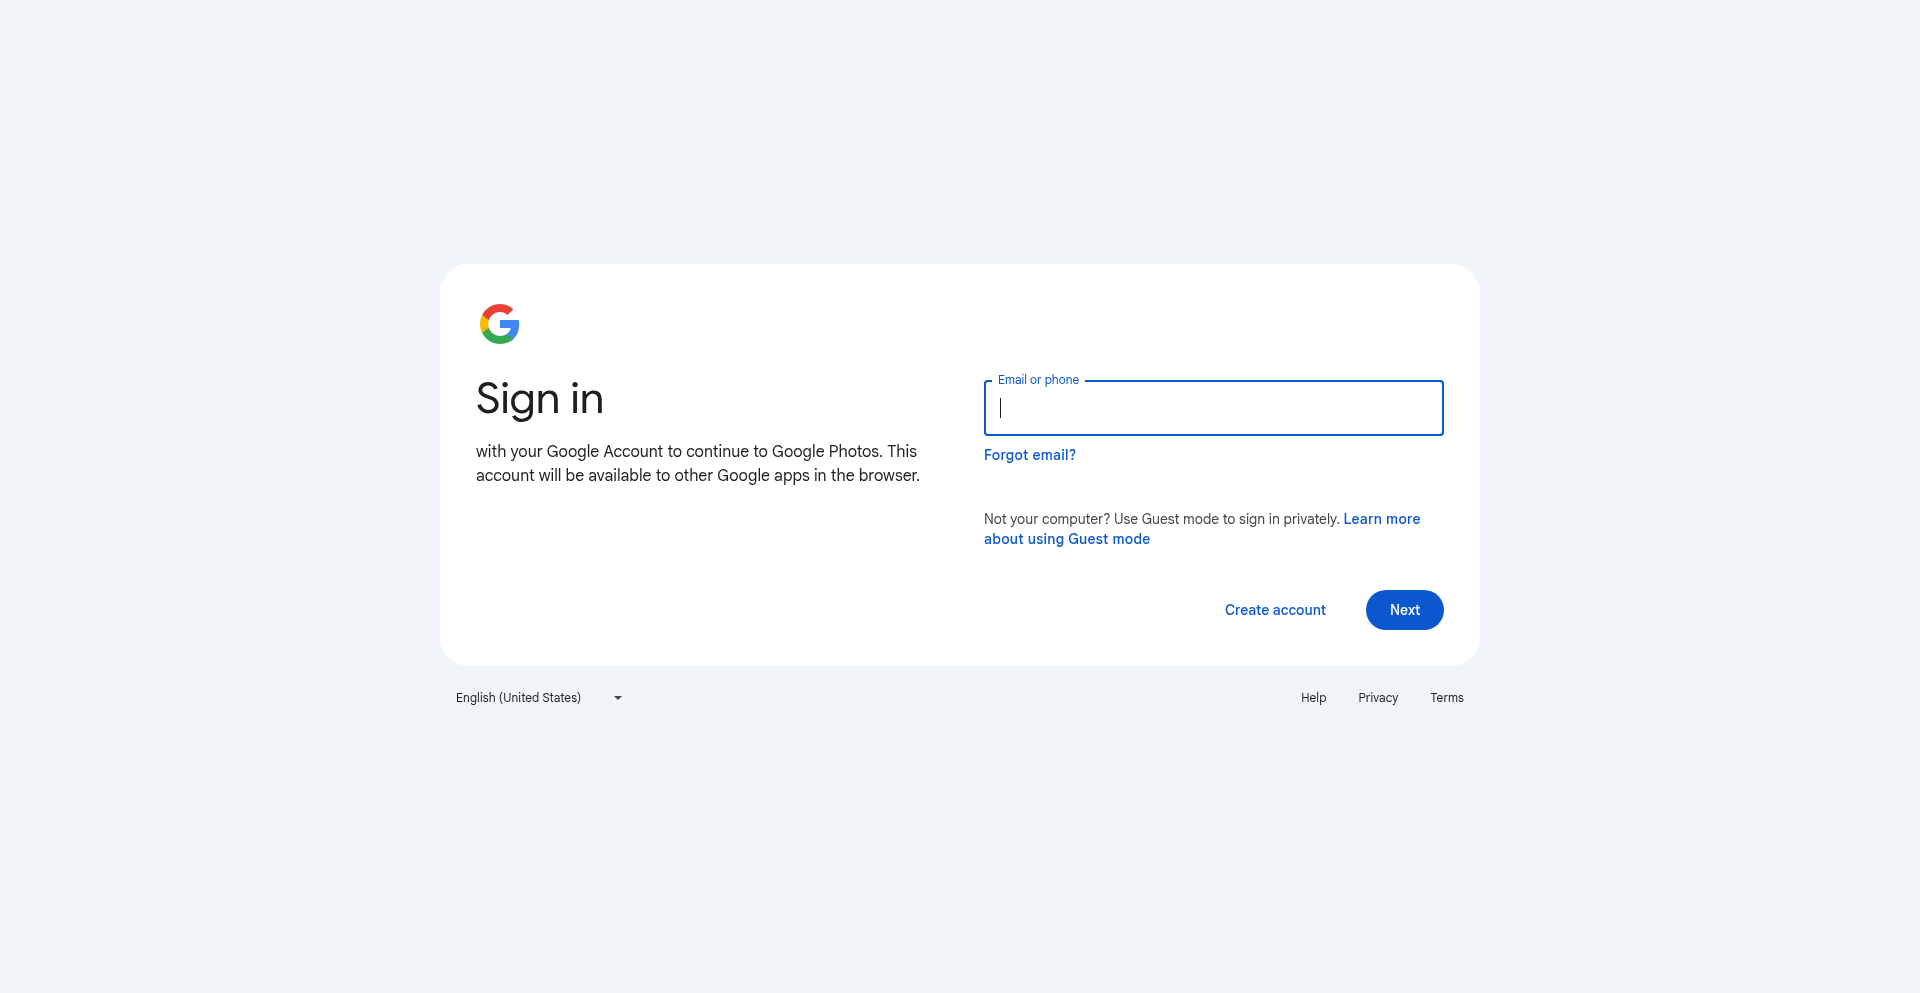 Sign in
with your Google Account to continue to Google Photos. This
account will be available to other Google apps in the browser.
Email or phone
Forgot email?
Not your computer? Use Guest mode to sign in privately. Learn more
about using Guest mode
Create account
Next
English (United States)
Help
Privacy
Terms